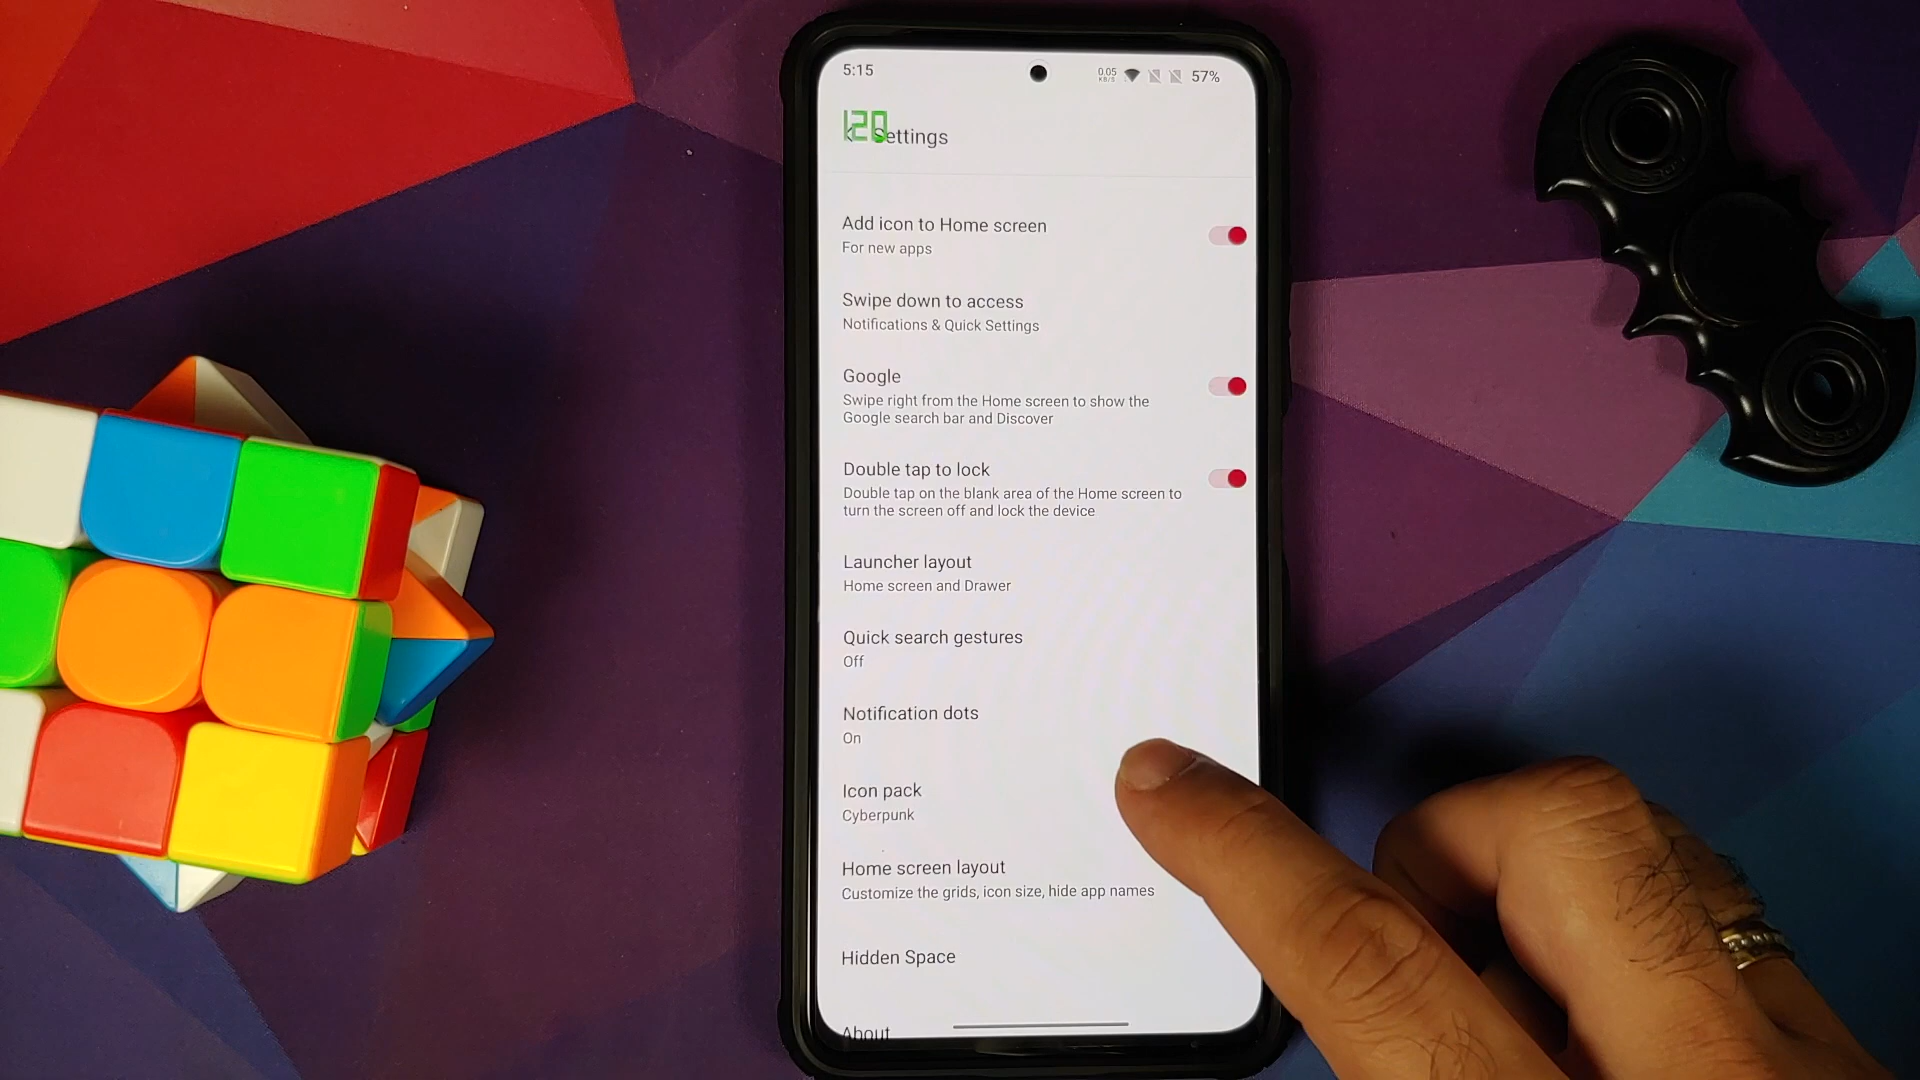 5:15
0.05
KB/S
57%
120
Settings
Add icon to Home screen
For new apps
Swipe down to access
Notifications & Quick Settings
Google
Swipe right from the Home screen to show the
Google search bar and Discover
Double tap to lock
Double tap on the blank area of the Home screen to
turn the screen off and lock the device
Launcher layout
Home screen and Drawer
Quick search gestures
Off
Notification dots
On
Icon pack
Cyberpunk
Home screen layout
Customize the grids, icon size, hide app names
Hidden Space
About